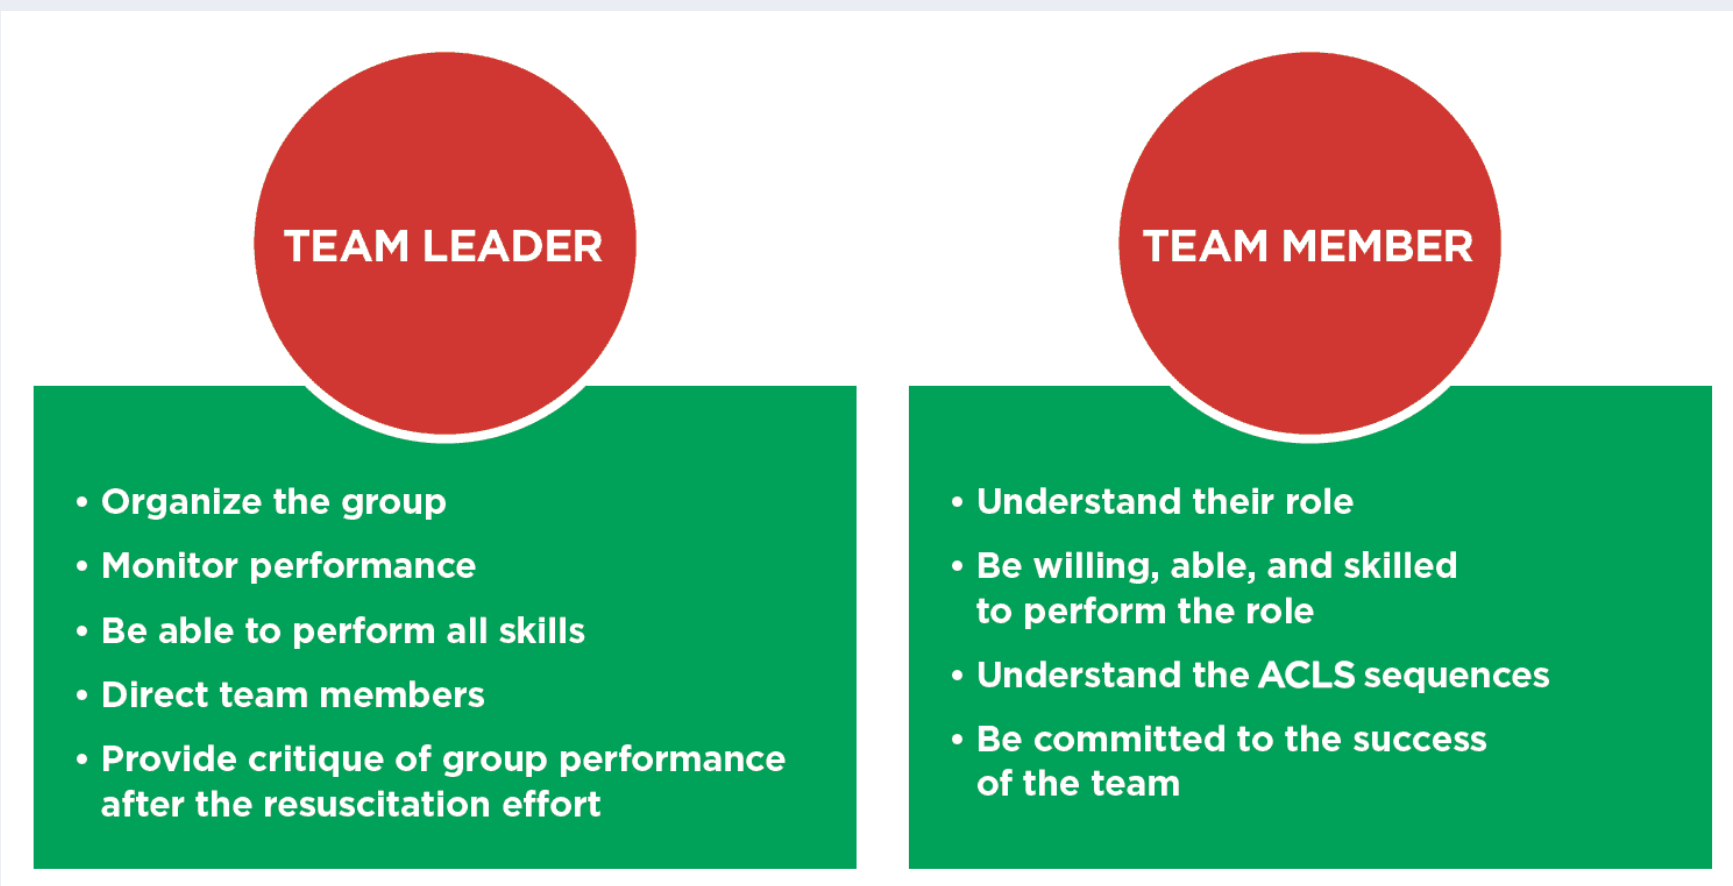 TEAM LEADER
• Organize the group
• Monitor performance
• Be able to perform all skills
• Direct team members
• Provide critique of group performance
after the resuscitation effort
TEAM MEMBER
• Understand their role
• Be willing, able, and skilled
to perform the role
• Understand the ACLS sequences
• Be committed to the success
of the team